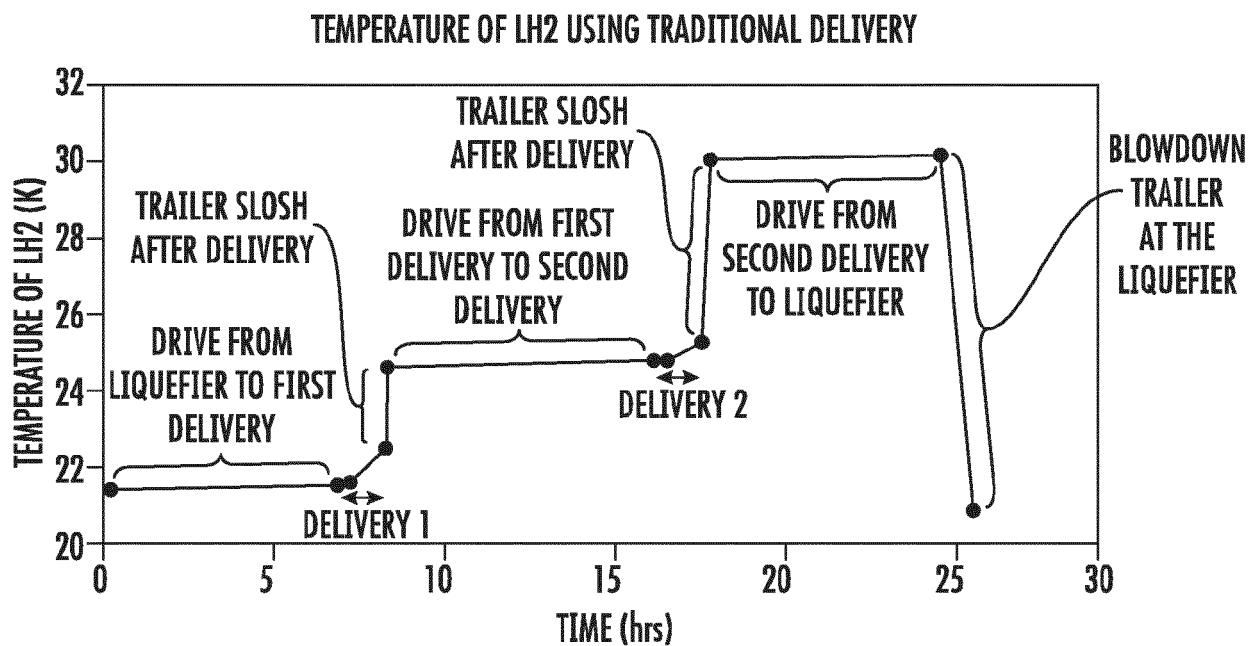 TEMPERATURE OF LH2 USING TRADITIONAL DELIVERY
TEMPERATURE OF LH2 (K)
32
30
28
26
24
22
20
TRAILER SLOSH
AFTER DELIVERY
DRIVE FROM
LIQUEFIER TO FIRST
DELIVERY
DELIVERY 1
DRIVE FROM FIRST
DELIVERY TO SECOND
DELIVERY
TRAILER SLOSH
AFTER DELIVERY
DELIVERY 2
DRIVE FROM
SECOND DELIVERY
TO LIQUEFIER
BLOWDOWN
TRAILER
AT THE
LIQUEFIER
0
5
10
15
20
25
30
TIME (hrs)